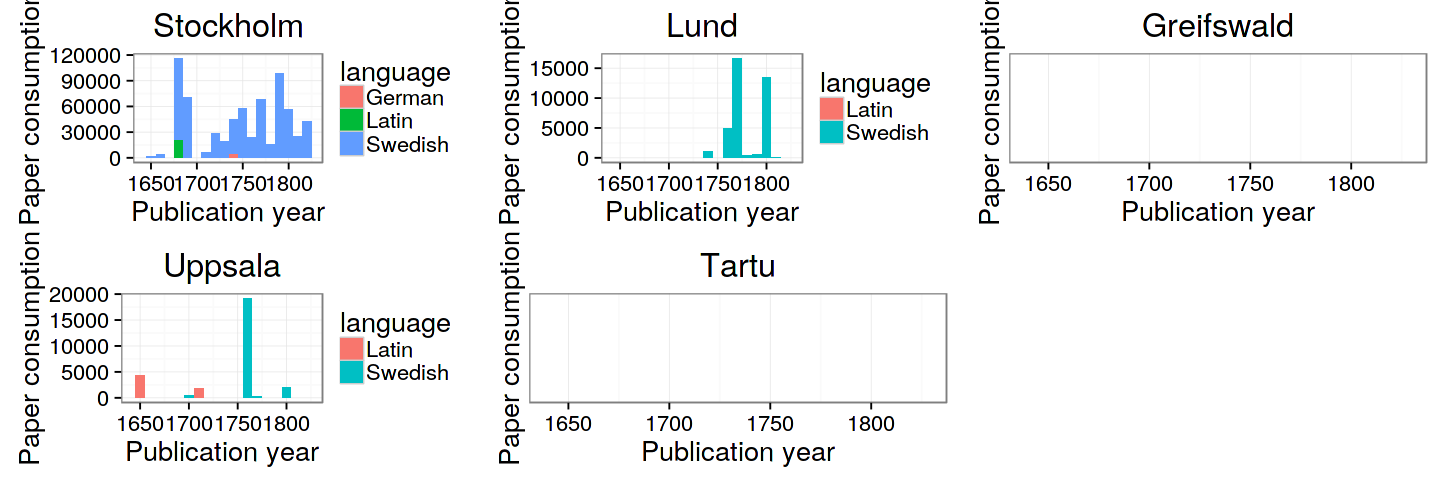 Stockholm
Paper consumption
120000
90000
60000
30000
0
1650 1700 1750 1800
Publication year
language
German
Latin
Swedish
Lund
Paper consumption
15000
10000
5000
0
1650 1700 1750 1800
Publication year
language
Latin
Swedish
Greifswald
Paper consumption
1650 1700 1750 1800
Publication year
Uppsala
Paper consumption
20000
15000
10000
5000
0
1650 1700 1750 1800
Publication year
language
Latin
Swedish
Tartu
Paper consumption
1650 1700 1750 1800
Publication year